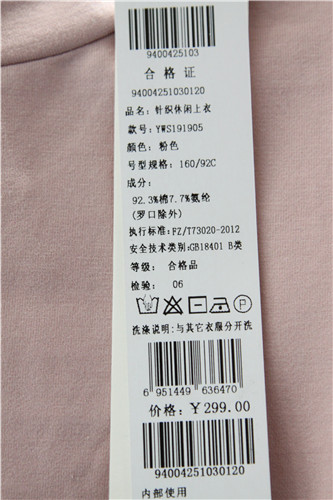 9400425103
合格证
94004251030120
品名：针织休闲上衣
款号：YWS191905
颜色：粉色
号型规格：160/92C
成分：
92.3%棉7.7%氨纶
(罗口除外)
执行标准:FZ/T73020-2012
安全技术类别:GB18401 B类
等级： 合格品
检验： 06
P
洗涤说明:与其它衣服分开洗
6 951449 636470
价格：￥299.00
94004251030120
内部使用